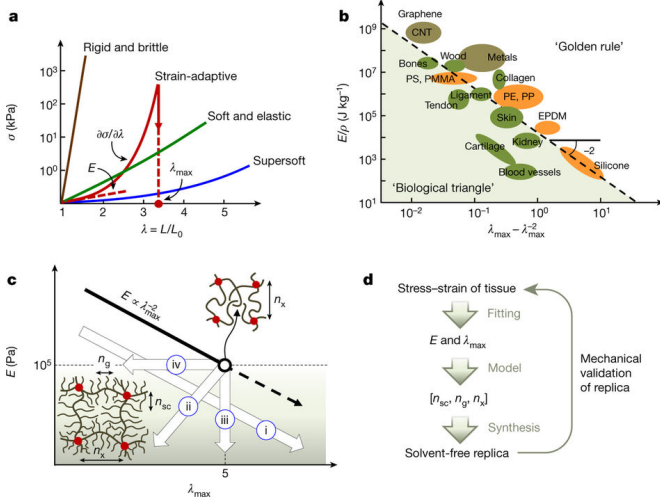 a
σ (kPa)
10³
10²
10¹
10⁰
Rigid and brittle
Strain-adaptive
Soft and elastic
Supersoft
∂σ/∂λ
E
λmax
1 2 3 4 5
λ = L/L₀
b
E/ρ (J kg⁻¹)
10⁹
10⁷
10⁵
10³
10¹
Graphene
CNT
'Golden rule'
Bones
Wood
Metals
PS, PMMA
Collagen
Ligament
PE, PP
Tendon
Skin
EPDM
Kidney
−2
Cartilage
Silicone
Blood vessels
'Biological triangle'
10⁻² 10⁻¹ 10⁰ 10¹
λmax − λ⁻²max
c
E (Pa)
10⁵
E ∝ λ⁻²max
nx
ng
nsc
nx
iv
ii
iii
i
5
λmax
d
Stress–strain of tissue
Fitting
E and λmax
Model
[nsc, ng, nx]
Synthesis
Solvent-free replica
Mechanical
validation
of replica